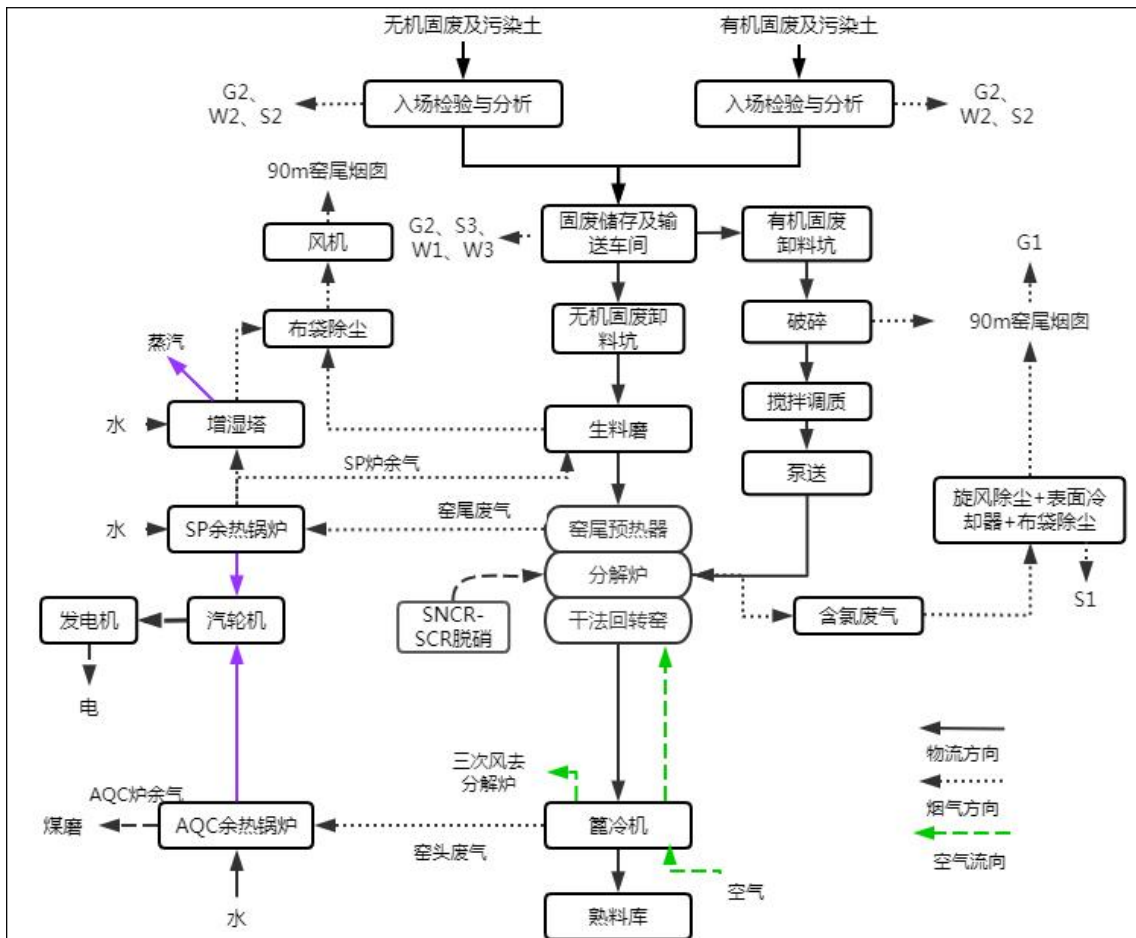 无机固废及污染土
有机固废及污染土
G2、
W2、S2
入场检验与分析
入场检验与分析
G2、
W2、S2
90m窑尾烟囱
风机
G2、S3、
W1、W3
固废储存及输
送车间
有机固废
卸料坑
G1
布袋除尘
无机固废卸
料坑
破碎
90m窑尾烟囱
蒸汽
搅拌调质
水
增湿塔
生料磨
SP炉余气
泵送
旋风除尘+表面冷
却器+布袋除尘
窑尾废气
水
SP余热锅炉
窑尾预热器
分解炉
S1
发电机
汽轮机
SNCR-
SCR脱硝
干法回转窑
含氯废气
电
三次风去
分解炉
物流方向
AQC炉余气
烟气方向
煤磨
AQC余热锅炉
窑头废气
篦冷机
空气流向
空气
水
熟料库